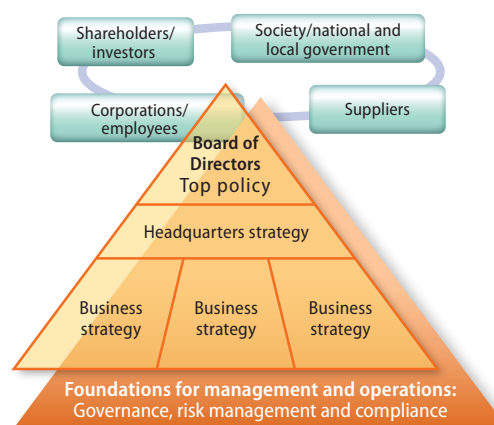 Shareholders/
investors
Society/national and
local government
Corporations/
employees
Suppliers
Board of
Directors
Top policy
Headquarters strategy
Business
strategy
Business
strategy
Business
strategy
Foundations for management and operations:
Governance, risk management and compliance